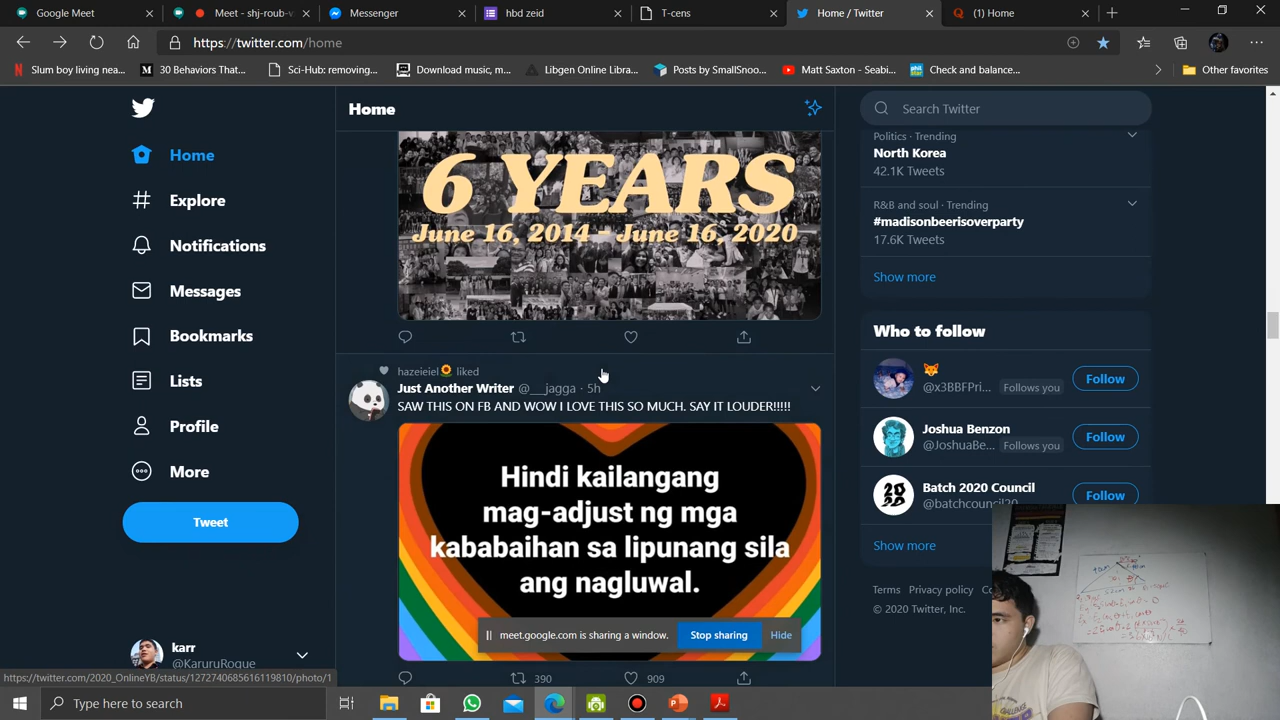 Google Meet
Meet - shj-roub-v
Messenger
hbd zeid
T-cens
Home / Twitter
(1) Home
https://twitter.com/home
Slum boy living nea...
30 Behaviors That...
Sci-Hub: removing...
Download music, m...
Libgen Online Libra...
Posts by SmallSnoo...
Matt Saxton - Seabi...
Check and balance...
Other favorites
Home
Explore
Notifications
Messages
Bookmarks
Lists
Profile
More
Tweet
karr
@KaruruRogue
https://twitter.com/2020_OnlineYB/status/1272740685616119810/photo/1
Home
6 YEARS
June 16, 2014 - June 16, 2020
hazeieiel🌻 liked
Just Another Writer @__jagga · 5h
SAW THIS ON FB AND WOW I LOVE THIS SO MUCH. SAY IT LOUDER!!!!!
Hindi kailangang
mag-adjust ng mga
kababaihan sa lipunang sila
ang nagluwal.
meet.google.com is sharing a window.
Stop sharing
Hide
390
909
Search Twitter
Politics · Trending
North Korea
42.1K Tweets
R&B and soul · Trending
#madisonbeerisoverparty
17.6K Tweets
Show more
Who to follow
🦊
@x3BBFPri...
Follows you
Follow
Joshua Benzon
@JoshuaBe...
Follows you
Follow
Batch 2020 Council
@batchcouncil20
Follow
Show more
Terms
Privacy policy
© 2020 Twitter, Inc.
Type here to search